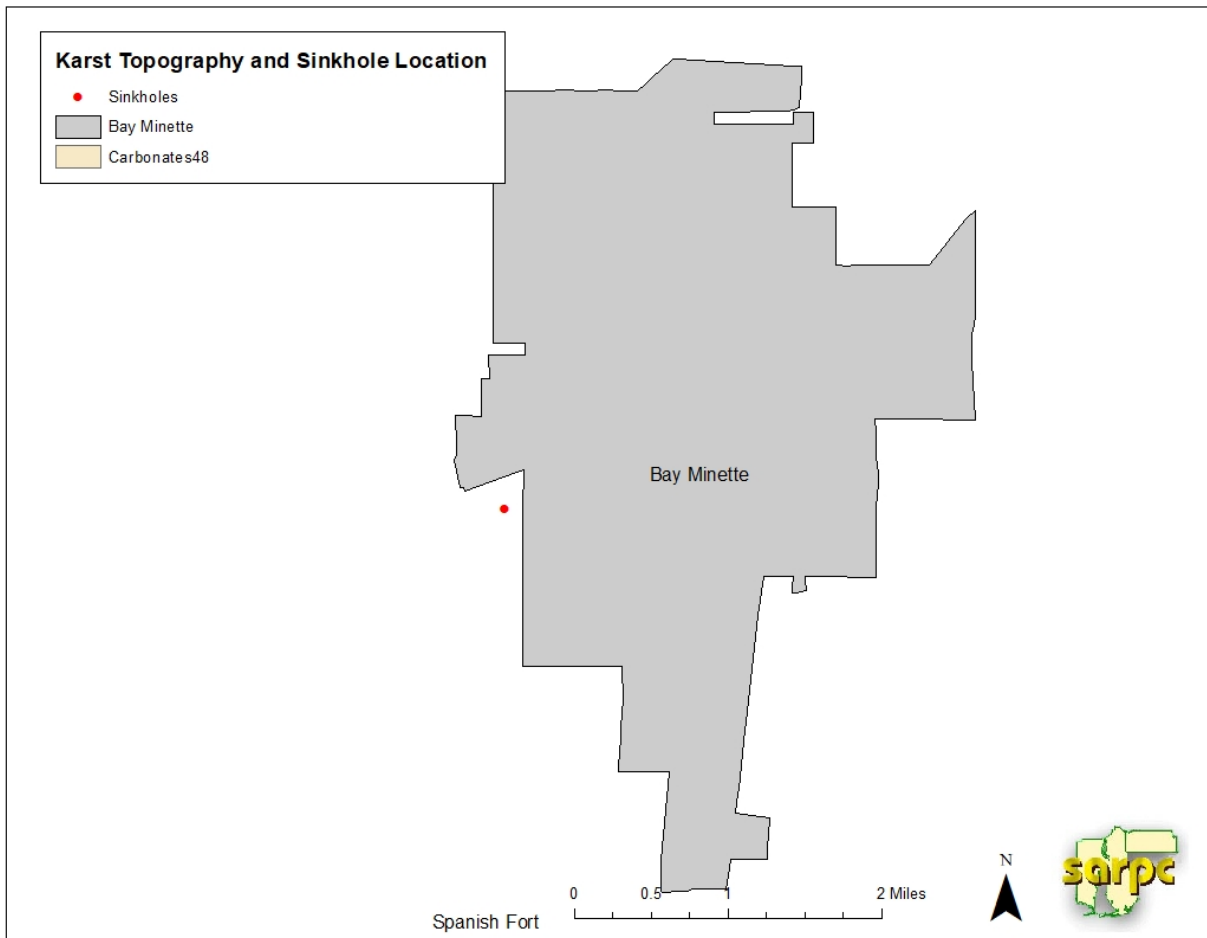 Karst Topography and Sinkhole Location
Sinkholes
Bay Minette
Carbonates48
Bay Minette
N
sarpc
0 0.5 1 2 Miles
Spanish Fort